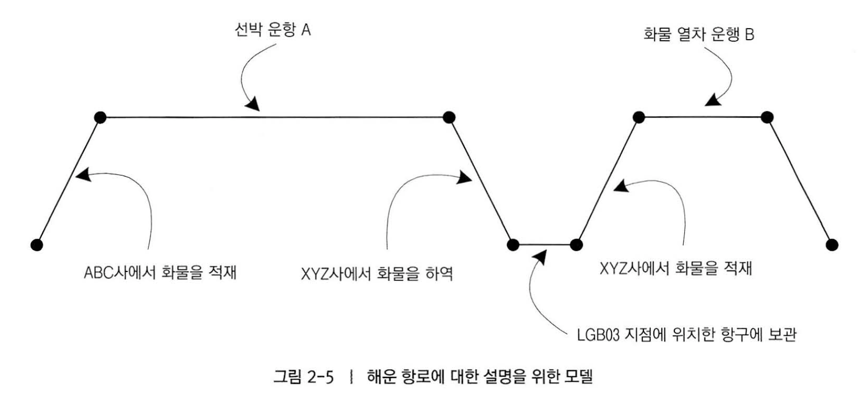 선박 운항 A
화물 열차 운행 B
ABC사에서 화물을 적재
XYZ사에서 화물을 하역
XYZ사에서 화물을 적재
LGB03 지점에 위치한 항구에 보관
그림 2-5 | 해운 항로에 대한 설명을 위한 모델